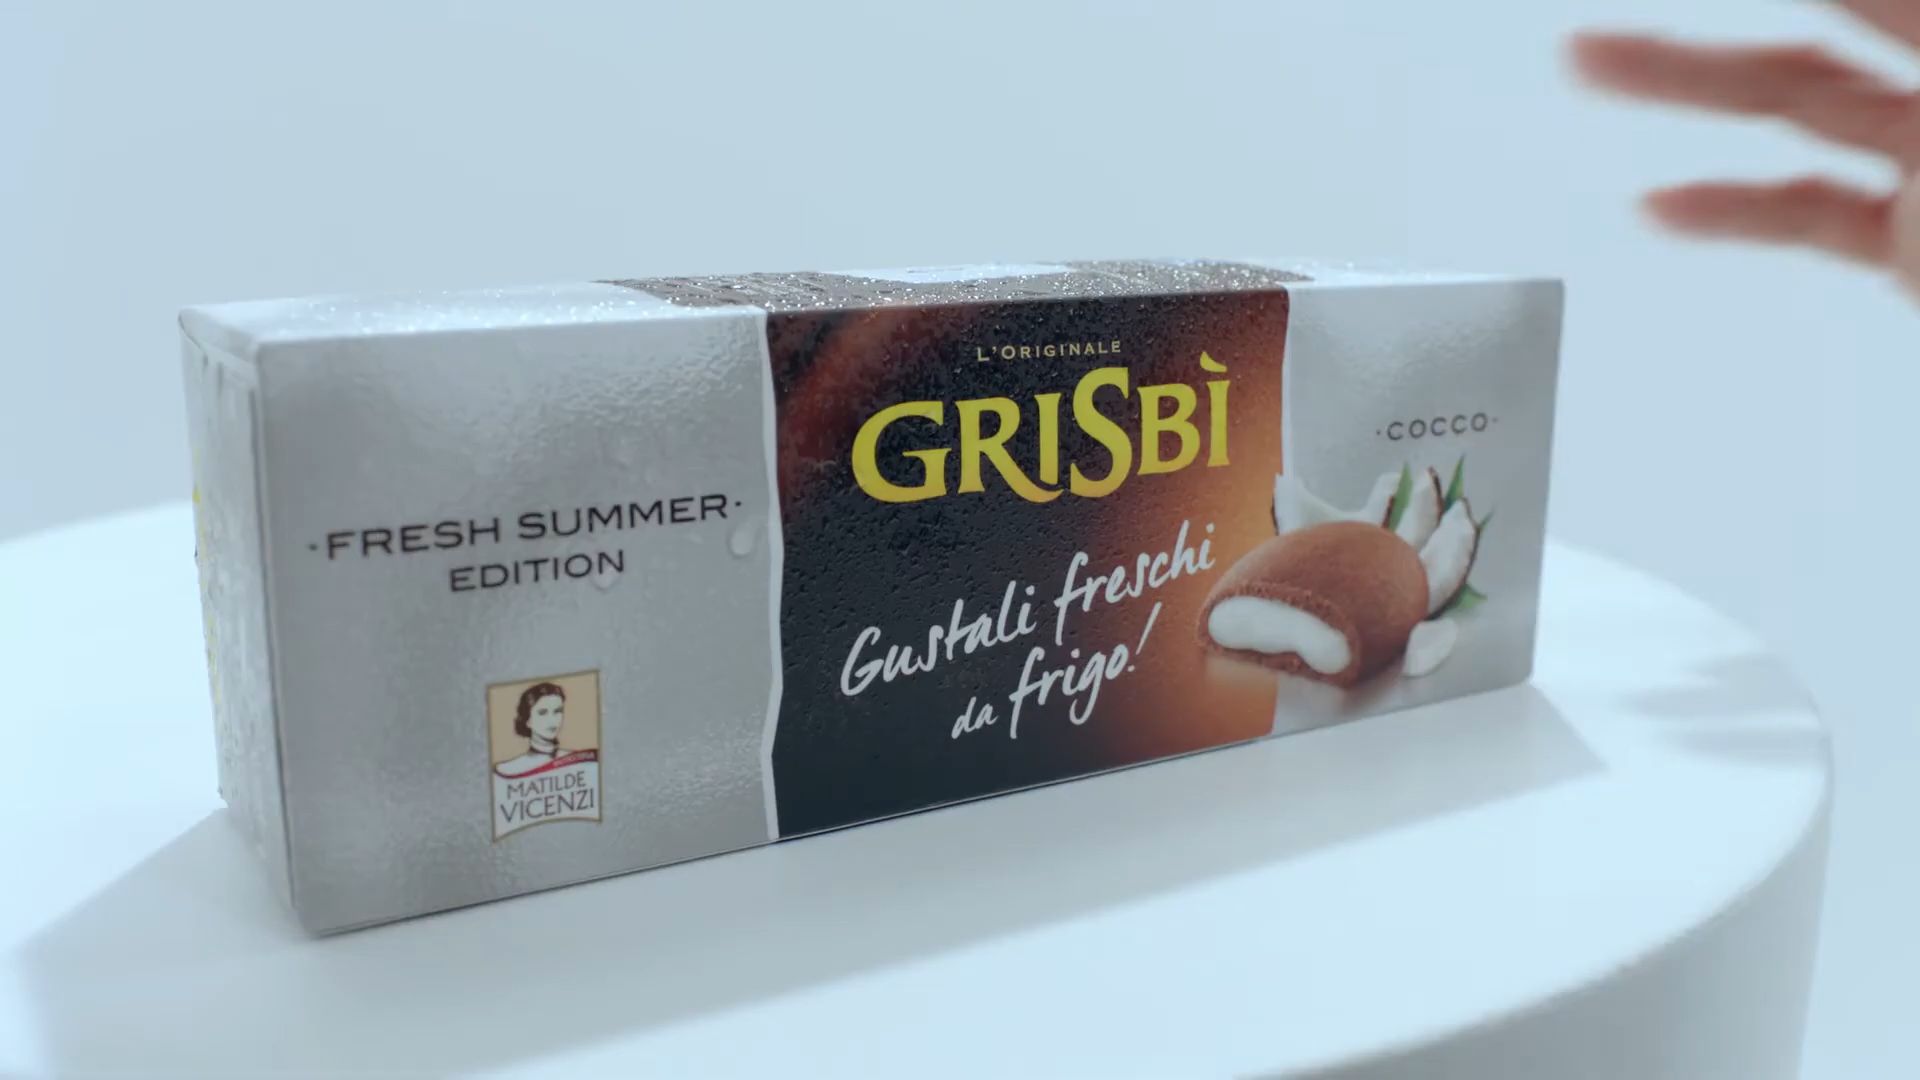 L'ORIGINALE
GRISBÌ
·COCCO·
·FRESH SUMMER·
EDITION
Gustali freschi
da frigo!
MATILDE
VICENZI